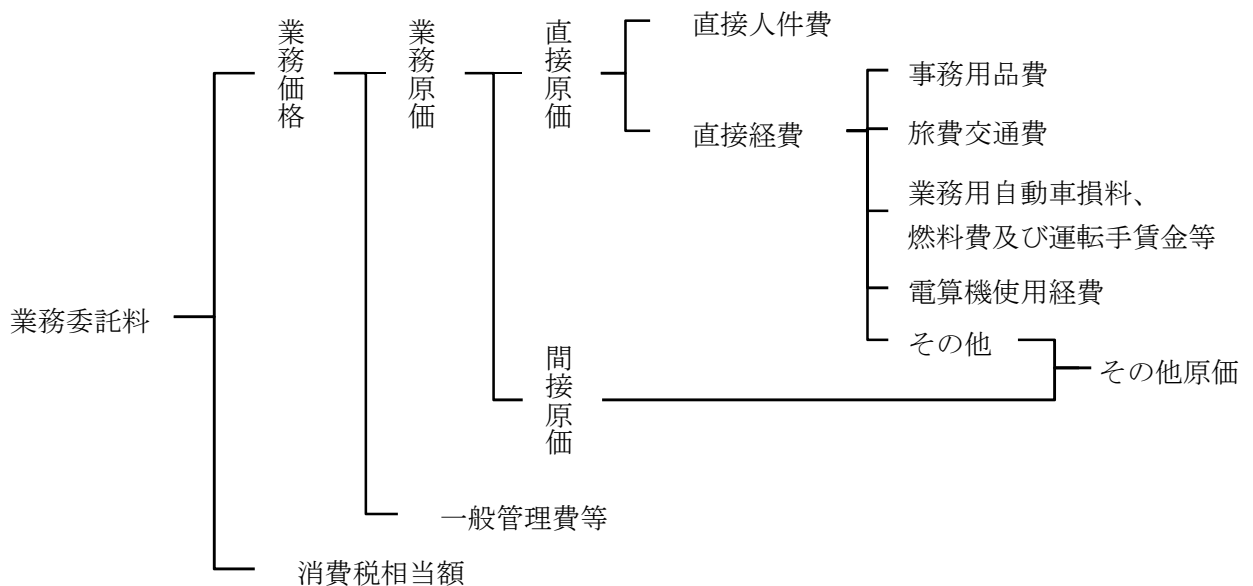 業務委託料
業務価格
業務原価
直接原価
直接人件費
直接経費
事務用品費
旅費交通費
業務用自動車損料、
燃料費及び運転手賃金等
電算機使用経費
その他
その他原価
間接原価
一般管理費等
消費税相当額